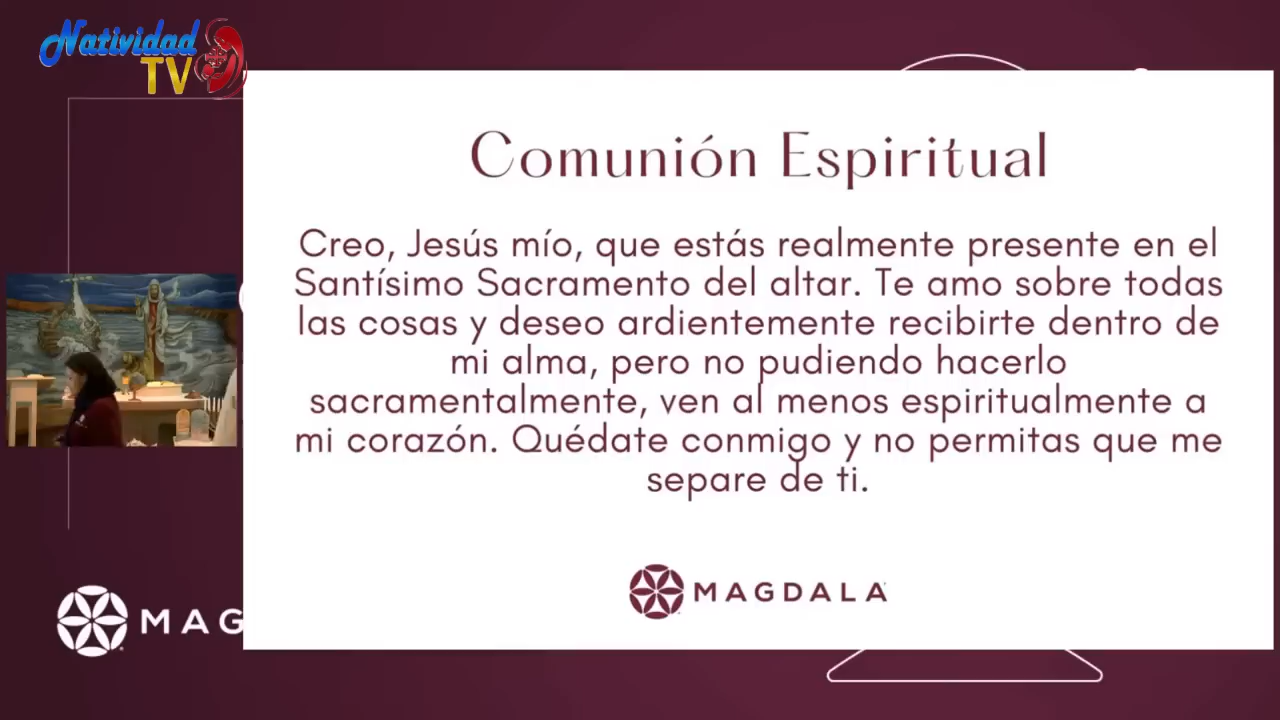 Natividad
TV
Comunión Espiritual
Creo, Jesús mío, que estás realmente presente en el
Santísimo Sacramento del altar. Te amo sobre todas
las cosas y deseo ardientemente recibirte dentro de
mi alma, pero no pudiendo hacerlo
sacramentalmente, ven al menos espiritualmente a
mi corazón. Quédate conmigo y no permitas que me
separe de ti.
MAGDALA
MAG